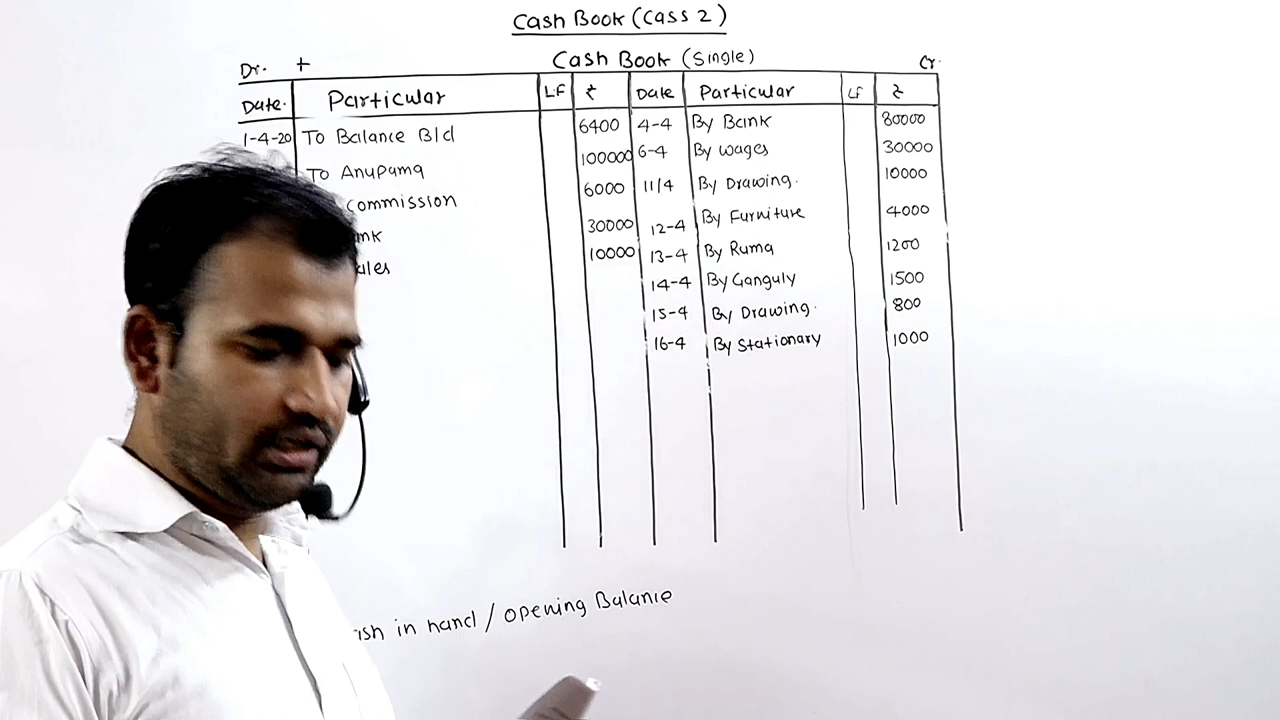 Cash Book (Cass 2)
Cash Book (Single)
Dr. + Cr.
Date. Particular LF ₹ Date Particular LF ₹
1-4-20 To Balance B/d 6400 4-4 By Bank 80000
To Anupama 100000 6-4 By wages 30000
commission 6000 11/4 By Drawing. 10000
30000 12-4 By Furniture 4000
10000 13-4 By Ruma 1200
14-4 By Ganguly 1500
15-4 By Drawing. 800
16-4 By Stationary 1000
in hand / opening Balance